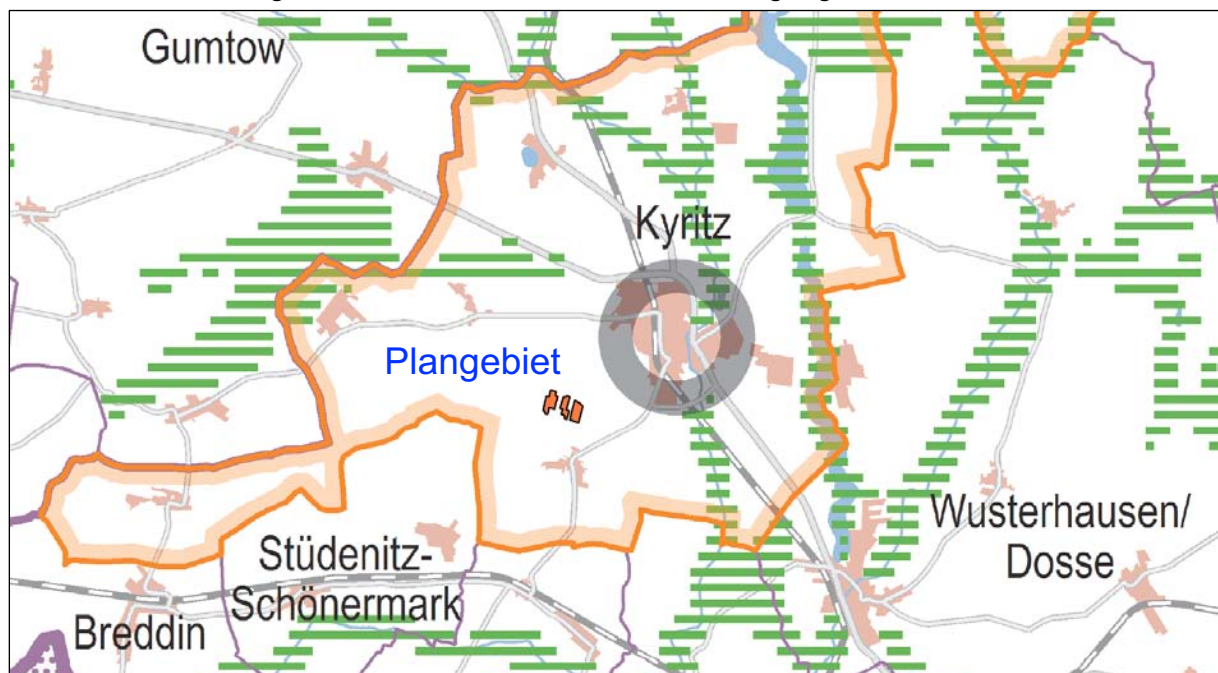 Gumtow
Kyritz
Plangebiet
Wusterhausen/
Dosse
Stüdenitz-
Schönermark
Breddin